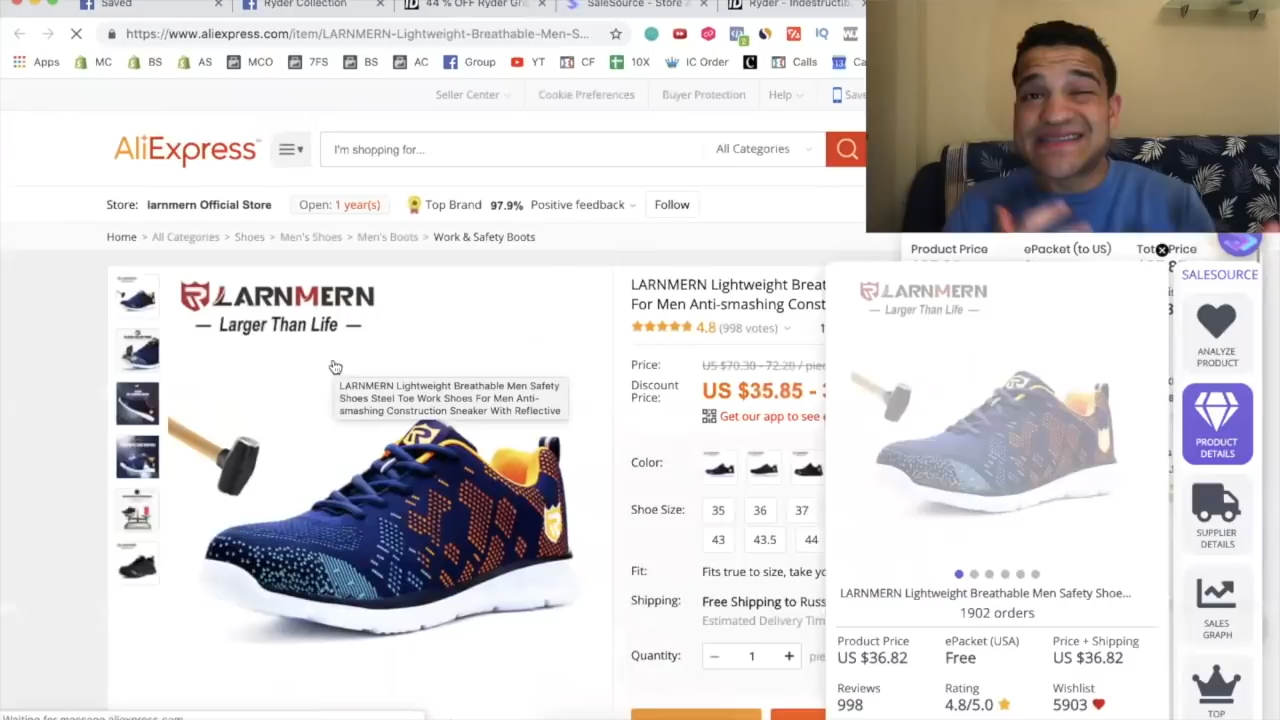 Saved
Ryder Collection
44 % OFF Ryder
SaleSource - Store
Ryder - Indestructib
https://www.aliexpress.com/item/LARNMERN-Lightweight-Breathable-Men-S...
Apps MC BS AS MCO 7FS BS AC Group YT CF 10X IC Order Calls
Seller Center Cookie Preferences Buyer Protection Help Save
AliExpress
I'm shopping for...
All Categories
Store: larnmern Official Store Open: 1 year(s) Top Brand 97.9% Positive feedback Follow
Home > All Categories > Shoes > Men's Shoes > Men's Boots > Work & Safety Boots
LARNMERN
— Larger Than Life —
LARNMERN Lightweight Breathable Men Safety
Shoes Steel Toe Work Shoes For Men Anti-
smashing Construction Sneaker With Reflective
LARNMERN Lightweight Breat
For Men Anti-smashing Const
4.8 (998 votes)
Price: US $70.30 - 72.20 / pie
Discount
Price:
US $35.85 - 3
Get our app to see e
Color:
Shoe Size: 35 36 37
43 43.5 44
Fit: Fits true to size, take yo
Shipping: Free Shipping to Russ
Estimated Delivery Tim
Quantity: − 1 + pie
Product Price ePacket (to US) Price
LARNMERN
— Larger Than Life —
LARNMERN Lightweight Breathable Men Safety Shoe...
1902 orders
Product Price ePacket (USA) Price + Shipping
US $36.82 Free US $36.82
Reviews Rating Wishlist
998 4.8/5.0 5903
SALESOURCE
ANALYZE
PRODUCT
PRODUCT
DETAILS
SUPPLIER
DETAILS
SALES
GRAPH
TOP
Waiting for message.aliexpress.com